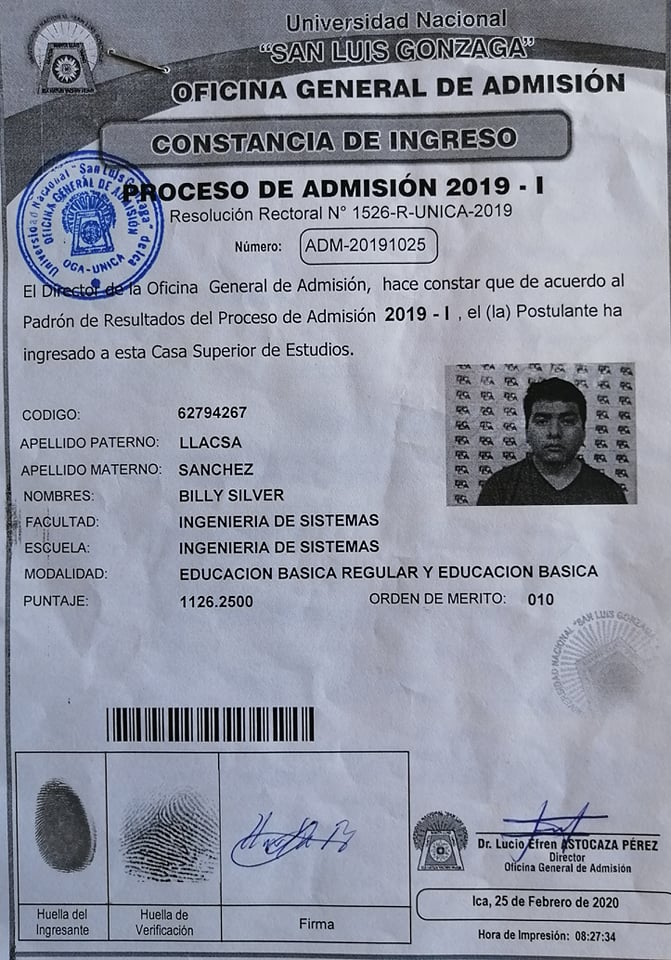 Universidad Nacional
“SAN LUIS GONZAGA”
OFICINA GENERAL DE ADMISIÓN
CONSTANCIA DE INGRESO
PROCESO DE ADMISIÓN 2019 - I
Resolución Rectoral N° 1526-R-UNICA-2019
Número: ADM-20191025
Universidad Nacional "San Luis Gonzaga" de Ica
OFICINA GENERAL DE ADMISIÓN
OGA-UNICA
El Director de la Oficina General de Admisión, hace constar que de acuerdo al
Padrón de Resultados del Proceso de Admisión 2019 - I , el (la) Postulante ha
ingresado a esta Casa Superior de Estudios.
CODIGO: 62794267
APELLIDO PATERNO: LLACSA
APELLIDO MATERNO: SANCHEZ
NOMBRES: BILLY SILVER
FACULTAD: INGENIERIA DE SISTEMAS
ESCUELA: INGENIERIA DE SISTEMAS
MODALIDAD: EDUCACION BASICA REGULAR Y EDUCACION BASICA
PUNTAJE: 1126.2500 ORDEN DE MERITO: 010
UNIVERSIDAD NACIONAL "SAN LUIS GONZAGA"
Dr. Lucio Efren ASTOCAZA PÉREZ
Director
Oficina General de Admisión
Huella del Ingresante
Huella de Verificación
Firma
Ica, 25 de Febrero de 2020
Hora de Impresión: 08:27:34